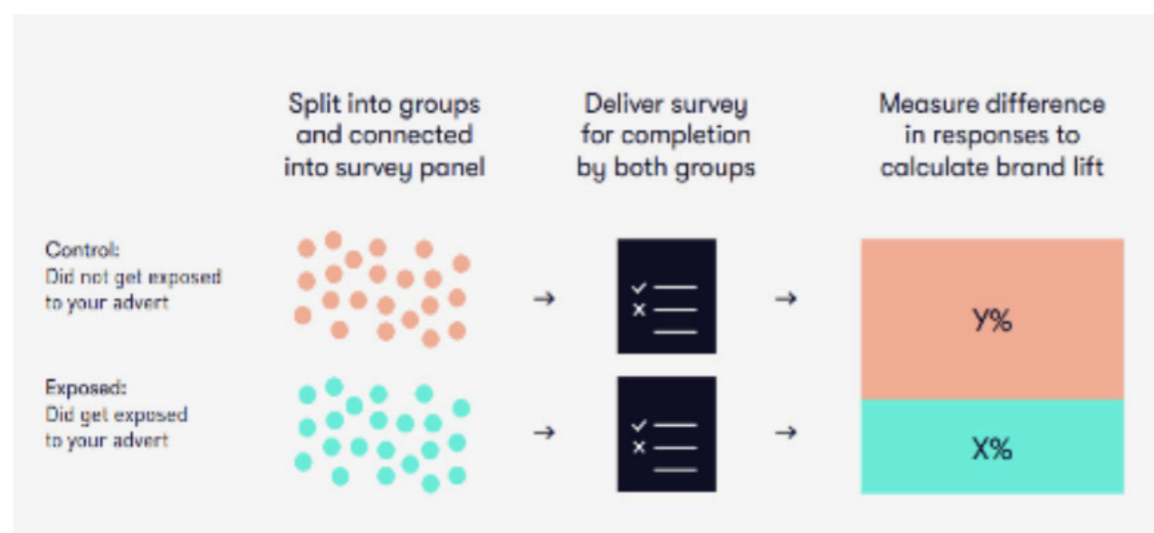 Split into groups
and connected
into survey panel
Deliver survey
for completion
by both groups
Measure difference
in responses to
calculate brand lift
Control:
Did not get exposed
to your advert
Y%
Exposed:
Did get exposed
to your advert
X%